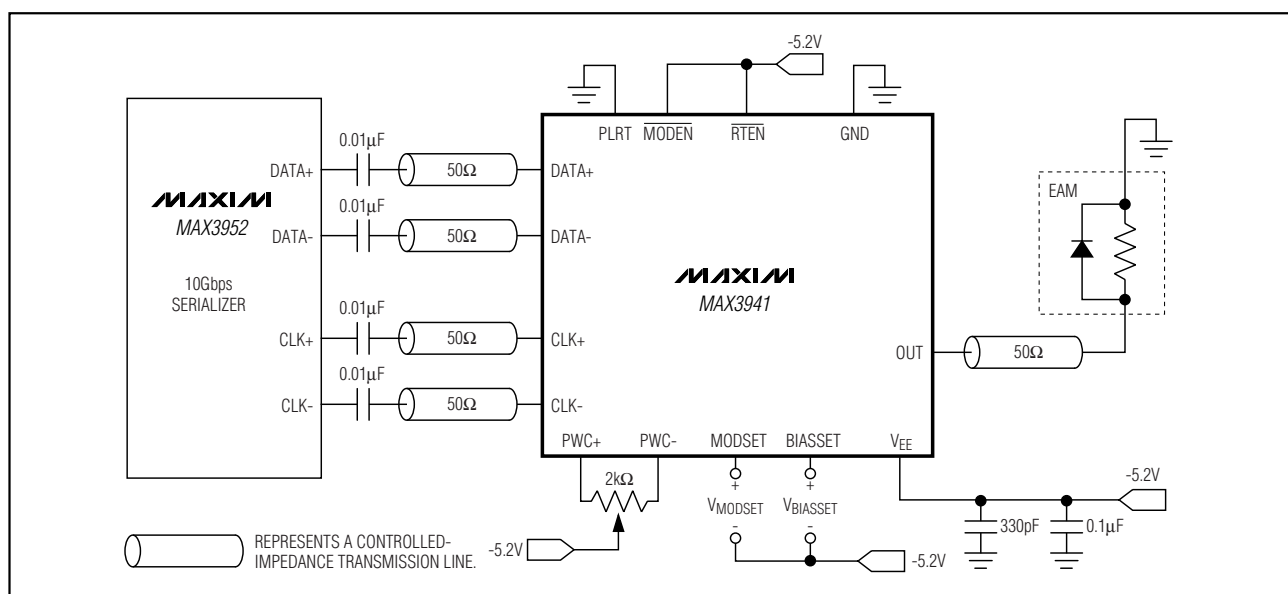 -5.2V
PLRT
MODEN
RTEN
GND
0.01µF
DATA+
50Ω
DATA+
EAM
MAXIM
MAX3952
0.01µF
DATA-
50Ω
DATA-
10Gbps
SERIALIZER
MAXIM
MAX3941
0.01µF
CLK+
50Ω
CLK+
OUT
50Ω
0.01µF
CLK-
50Ω
CLK-
PWC+
PWC-
MODSET
BIASSET
VEE
2kΩ
+
+
-5.2V
VMODSET
VBIASSET
330pF
0.1µF
-
-
REPRESENTS A CONTROLLED-
IMPEDANCE TRANSMISSION LINE.
-5.2V
-5.2V